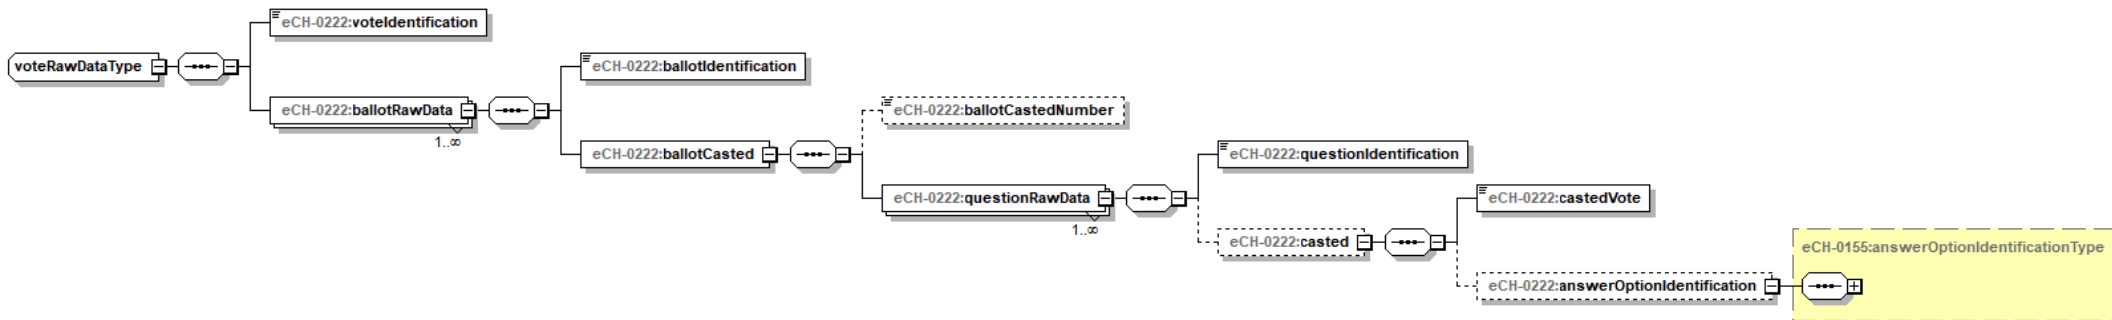 eCH-0222:voteIdentification
voteRawDataType
eCH-0222:ballotIdentification
eCH-0222:ballotRawData
1..∞
eCH-0222:ballotCastedNumber
eCH-0222:ballotCasted
eCH-0222:questionIdentification
eCH-0222:questionRawData
1..∞
eCH-0222:castedVote
eCH-0222:casted
eCH-0155:answerOptionIdentificationType
eCH-0222:answerOptionIdentification